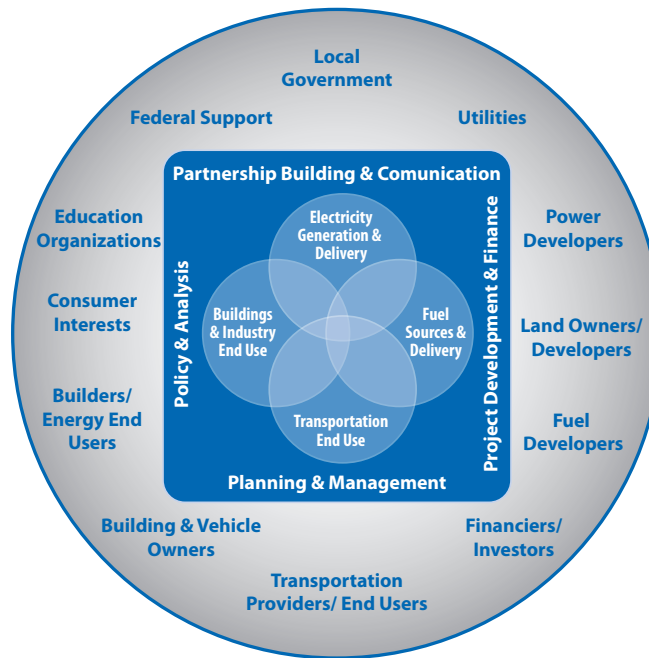 Local
Government
Federal Support
Utilities
Partnership Building & Comunication
Education
Organizations
Electricity
Generation &
Delivery
Power
Developers
Policy & Analysis
Project Development & Finance
Consumer
Interests
Buildings
& Industry
End Use
Fuel
Sources &
Delivery
Land Owners/
Developers
Builders/
Energy End
Users
Transportation
End Use
Fuel
Developers
Planning & Management
Building & Vehicle
Owners
Financiers/
Investors
Transportation
Providers/ End Users